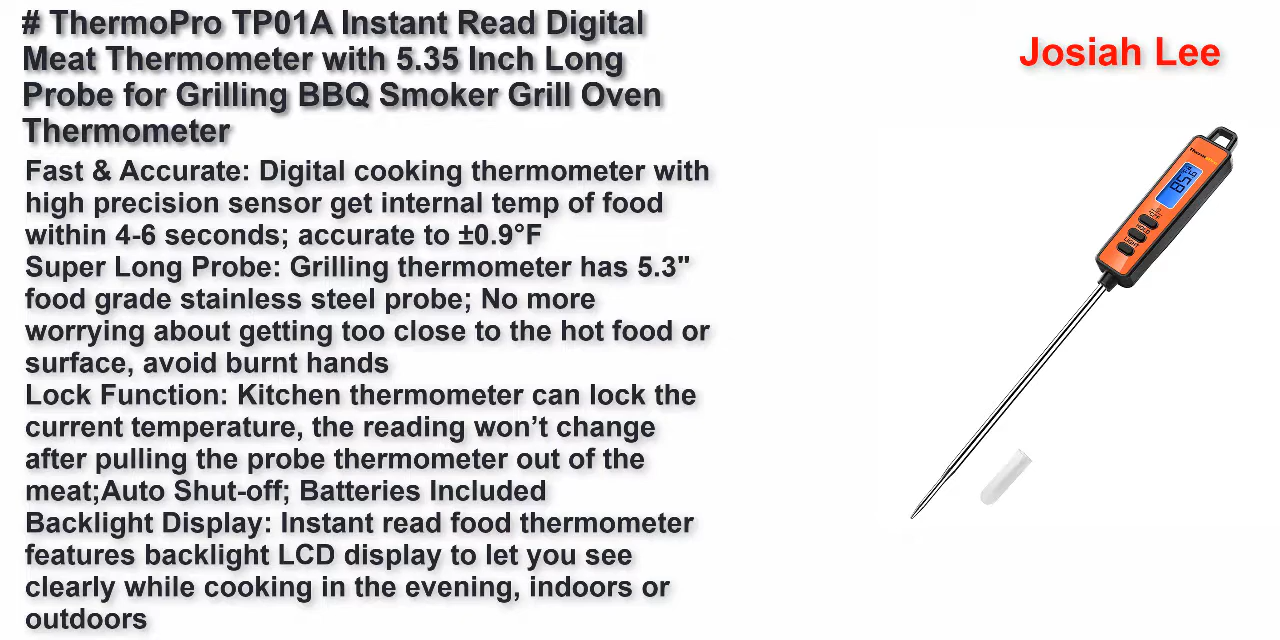 # ThermoPro TP01A Instant Read Digital
Meat Thermometer with 5.35 Inch Long
Probe for Grilling BBQ Smoker Grill Oven
Thermometer
Fast & Accurate: Digital cooking thermometer with
high precision sensor get internal temp of food
within 4-6 seconds; accurate to ±0.9°F
Super Long Probe: Grilling thermometer has 5.3"
food grade stainless steel probe; No more
worrying about getting too close to the hot food or
surface, avoid burnt hands
Lock Function: Kitchen thermometer can lock the
current temperature, the reading won’t change
after pulling the probe thermometer out of the
meat;Auto Shut-off; Batteries Included
Backlight Display: Instant read food thermometer
features backlight LCD display to let you see
clearly while cooking in the evening, indoors or
outdoors
Josiah Lee
HOLD
LIGHT